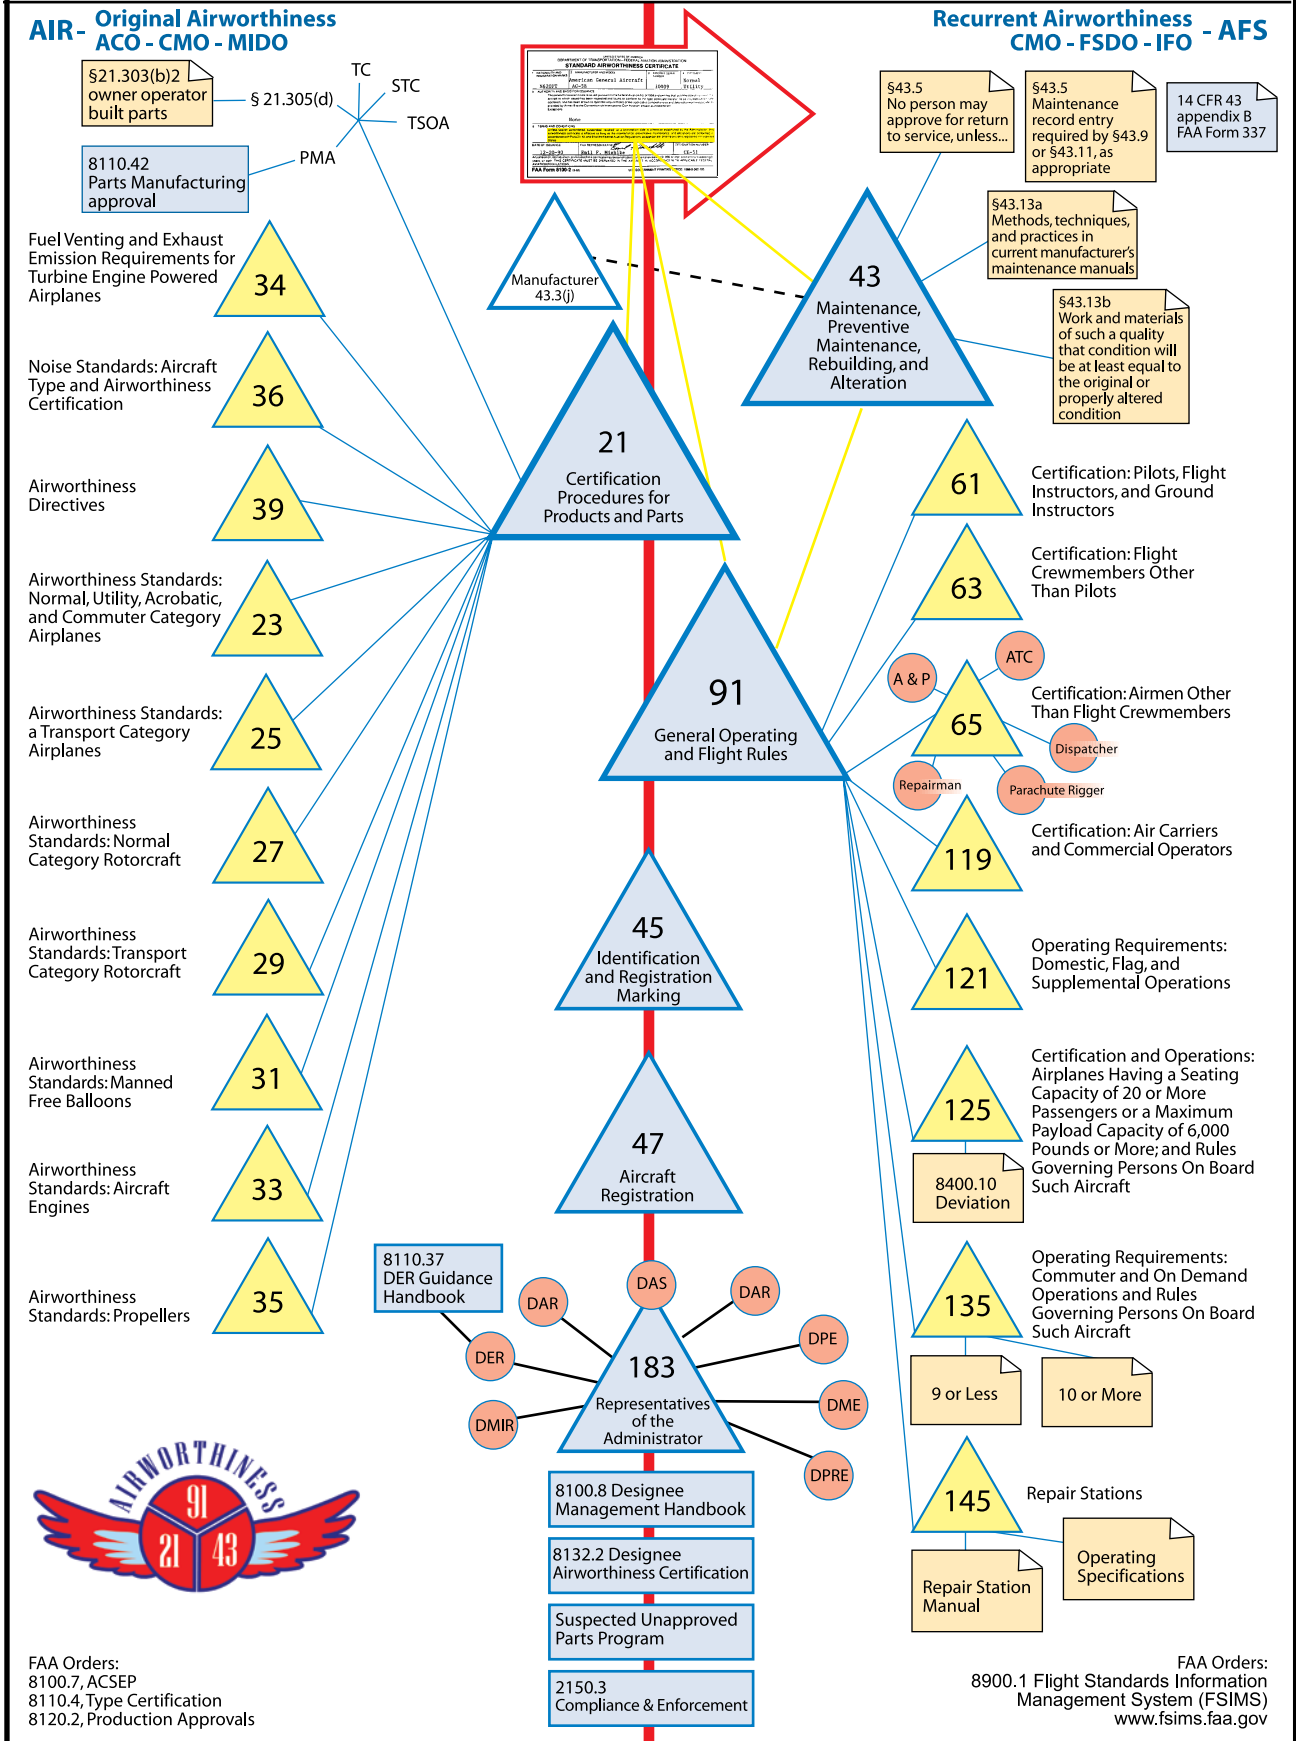 AIR - Original Airworthiness
ACO - CMO - MIDO
Recurrent Airworthiness - AFS
CMO - FSDO - IFO
§21.303(b)2
owner operator
built parts
§ 21.305(d)
TC
STC
TSOA
PMA
8110.42
Parts Manufacturing
approval
STANDARD AIRWORTHINESS CERTIFICATE
American General Aircraft
Normal
Utility
None
FAA Form 8100-2
§43.5
No person may
approve for return
to service, unless...
§43.5
Maintenance
record entry
required by §43.9
or §43.11, as
appropriate
14 CFR 43
appendix B
FAA Form 337
§43.13a
Methods, techniques,
and practices in
current manufacturer's
maintenance manuals
§43.13b
Work and materials
of such a quality
that condition will
be at least equal to
the original or
properly altered
condition
Manufacturer
43.3(j)
43
Maintenance,
Preventive
Maintenance,
Rebuilding, and
Alteration
21
Certification
Procedures for
Products and Parts
91
General Operating
and Flight Rules
45
Identification
and Registration
Marking
47
Aircraft
Registration
183
Representatives
of the
Administrator
Fuel Venting and Exhaust
Emission Requirements for
Turbine Engine Powered
Airplanes
34
Noise Standards: Aircraft
Type and Airworthiness
Certification
36
Airworthiness
Directives
39
Airworthiness Standards:
Normal, Utility, Acrobatic,
and Commuter Category
Airplanes
23
Airworthiness Standards:
a Transport Category
Airplanes
25
Airworthiness
Standards: Normal
Category Rotorcraft
27
Airworthiness
Standards: Transport
Category Rotorcraft
29
Airworthiness
Standards: Manned
Free Balloons
31
Airworthiness
Standards: Aircraft
Engines
33
Airworthiness
Standards: Propellers
35
61
Certification: Pilots, Flight
Instructors, and Ground
Instructors
63
Certification: Flight
Crewmembers Other
Than Pilots
A & P
ATC
65
Certification: Airmen Other
Than Flight Crewmembers
Dispatcher
Repairman
Parachute Rigger
119
Certification: Air Carriers
and Commercial Operators
121
Operating Requirements:
Domestic, Flag, and
Supplemental Operations
125
Certification and Operations:
Airplanes Having a Seating
Capacity of 20 or More
Passengers or a Maximum
Payload Capacity of 6,000
Pounds or More; and Rules
Governing Persons On Board
Such Aircraft
8400.10
Deviation
135
Operating Requirements:
Commuter and On Demand
Operations and Rules
Governing Persons On Board
Such Aircraft
9 or Less
10 or More
145
Repair Stations
Repair Station
Manual
Operating
Specifications
8110.37
DER Guidance
Handbook
DER
DAR
DAS
DAR
DPE
DME
DPRE
DMIR
8100.8 Designee
Management Handbook
8132.2 Designee
Airworthiness Certification
Suspected Unapproved
Parts Program
2150.3
Compliance & Enforcement
AIRWORTHINESS
91
21
43
FAA Orders:
8100.7, ACSEP
8110.4, Type Certification
8120.2, Production Approvals
FAA Orders:
8900.1 Flight Standards Information
Management System (FSIMS)
www.fsims.faa.gov